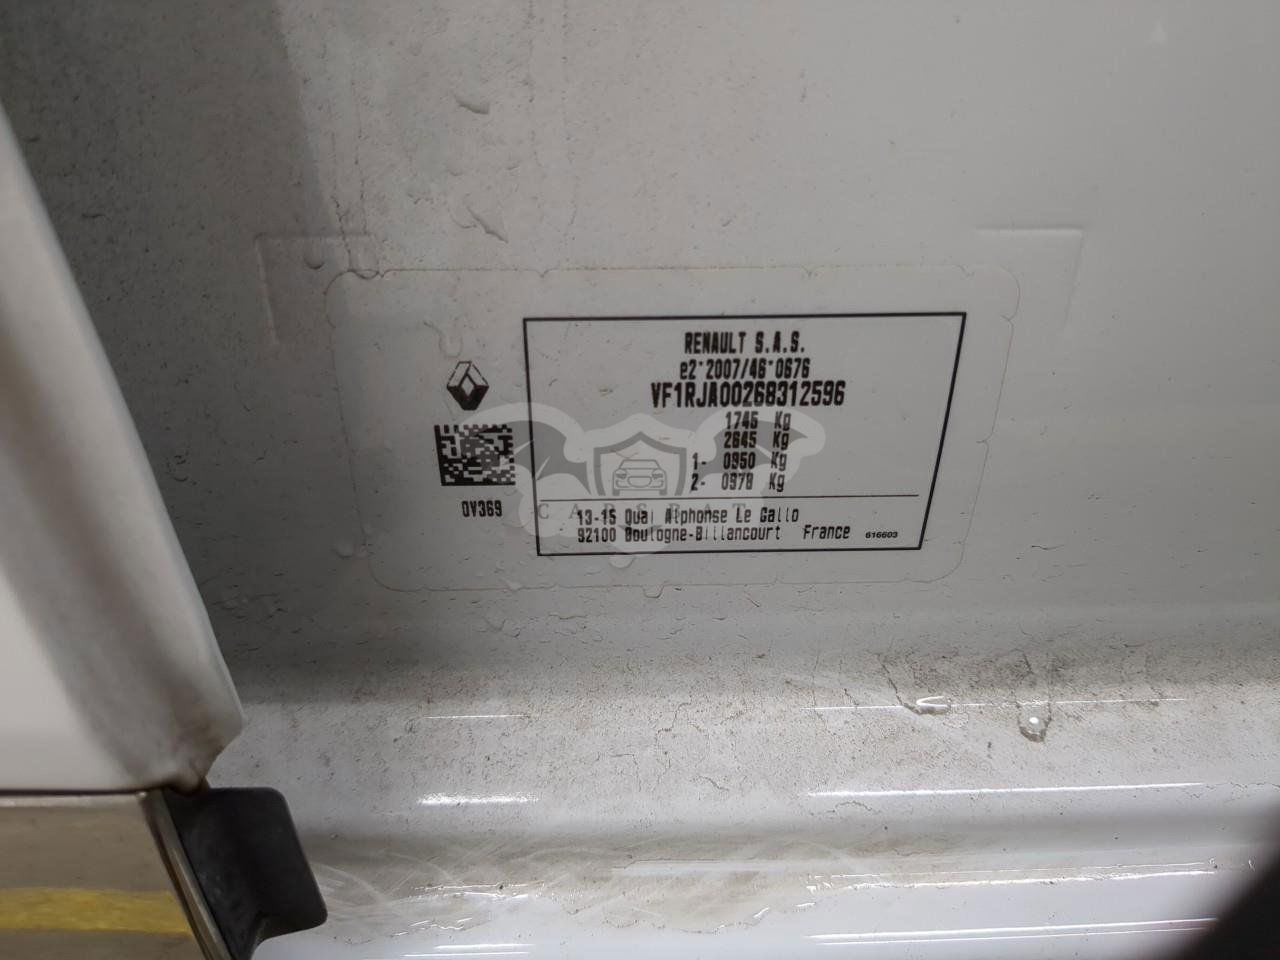 RENAULT S.A.S.
e2*2007/46*0676
VF1RJA00268312596
1745 Kg
2645 Kg
1- 0950 Kg
2- 0978 Kg
0V369
CARSBAT
13-15 Quai Alphonse Le Gallo
92100 Boulogne-Billancourt France 616603